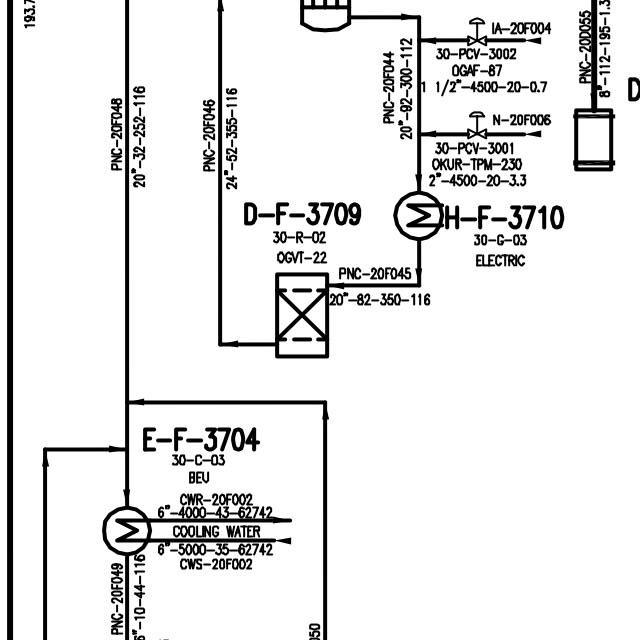 193.7
IA-20F004
30-PCV-3002
OGAF-87
1 1/2"-4500-20-0.7
PNC-20F044
20"-82-300-112
PNC-20D055
8"-112-195-1.3
D
N-20F006
30-PCV-3001
OKUR-TPM-230
2"-4500-20-3.3
PNC-20F048
20"-32-252-116
PNC-20F046
24"-52-355-116
D-F-3709
30-R-02
OGVT-22
H-F-3710
30-G-03
ELECTRIC
PNC-20F045
20"-82-350-116
E-F-3704
30-C-03
BEU
CWR-20F002
6"-4000-43-62742
COOLING WATER
6"-5000-35-62742
CWS-20F002
PNC-20F049
6"-10-44-116
050